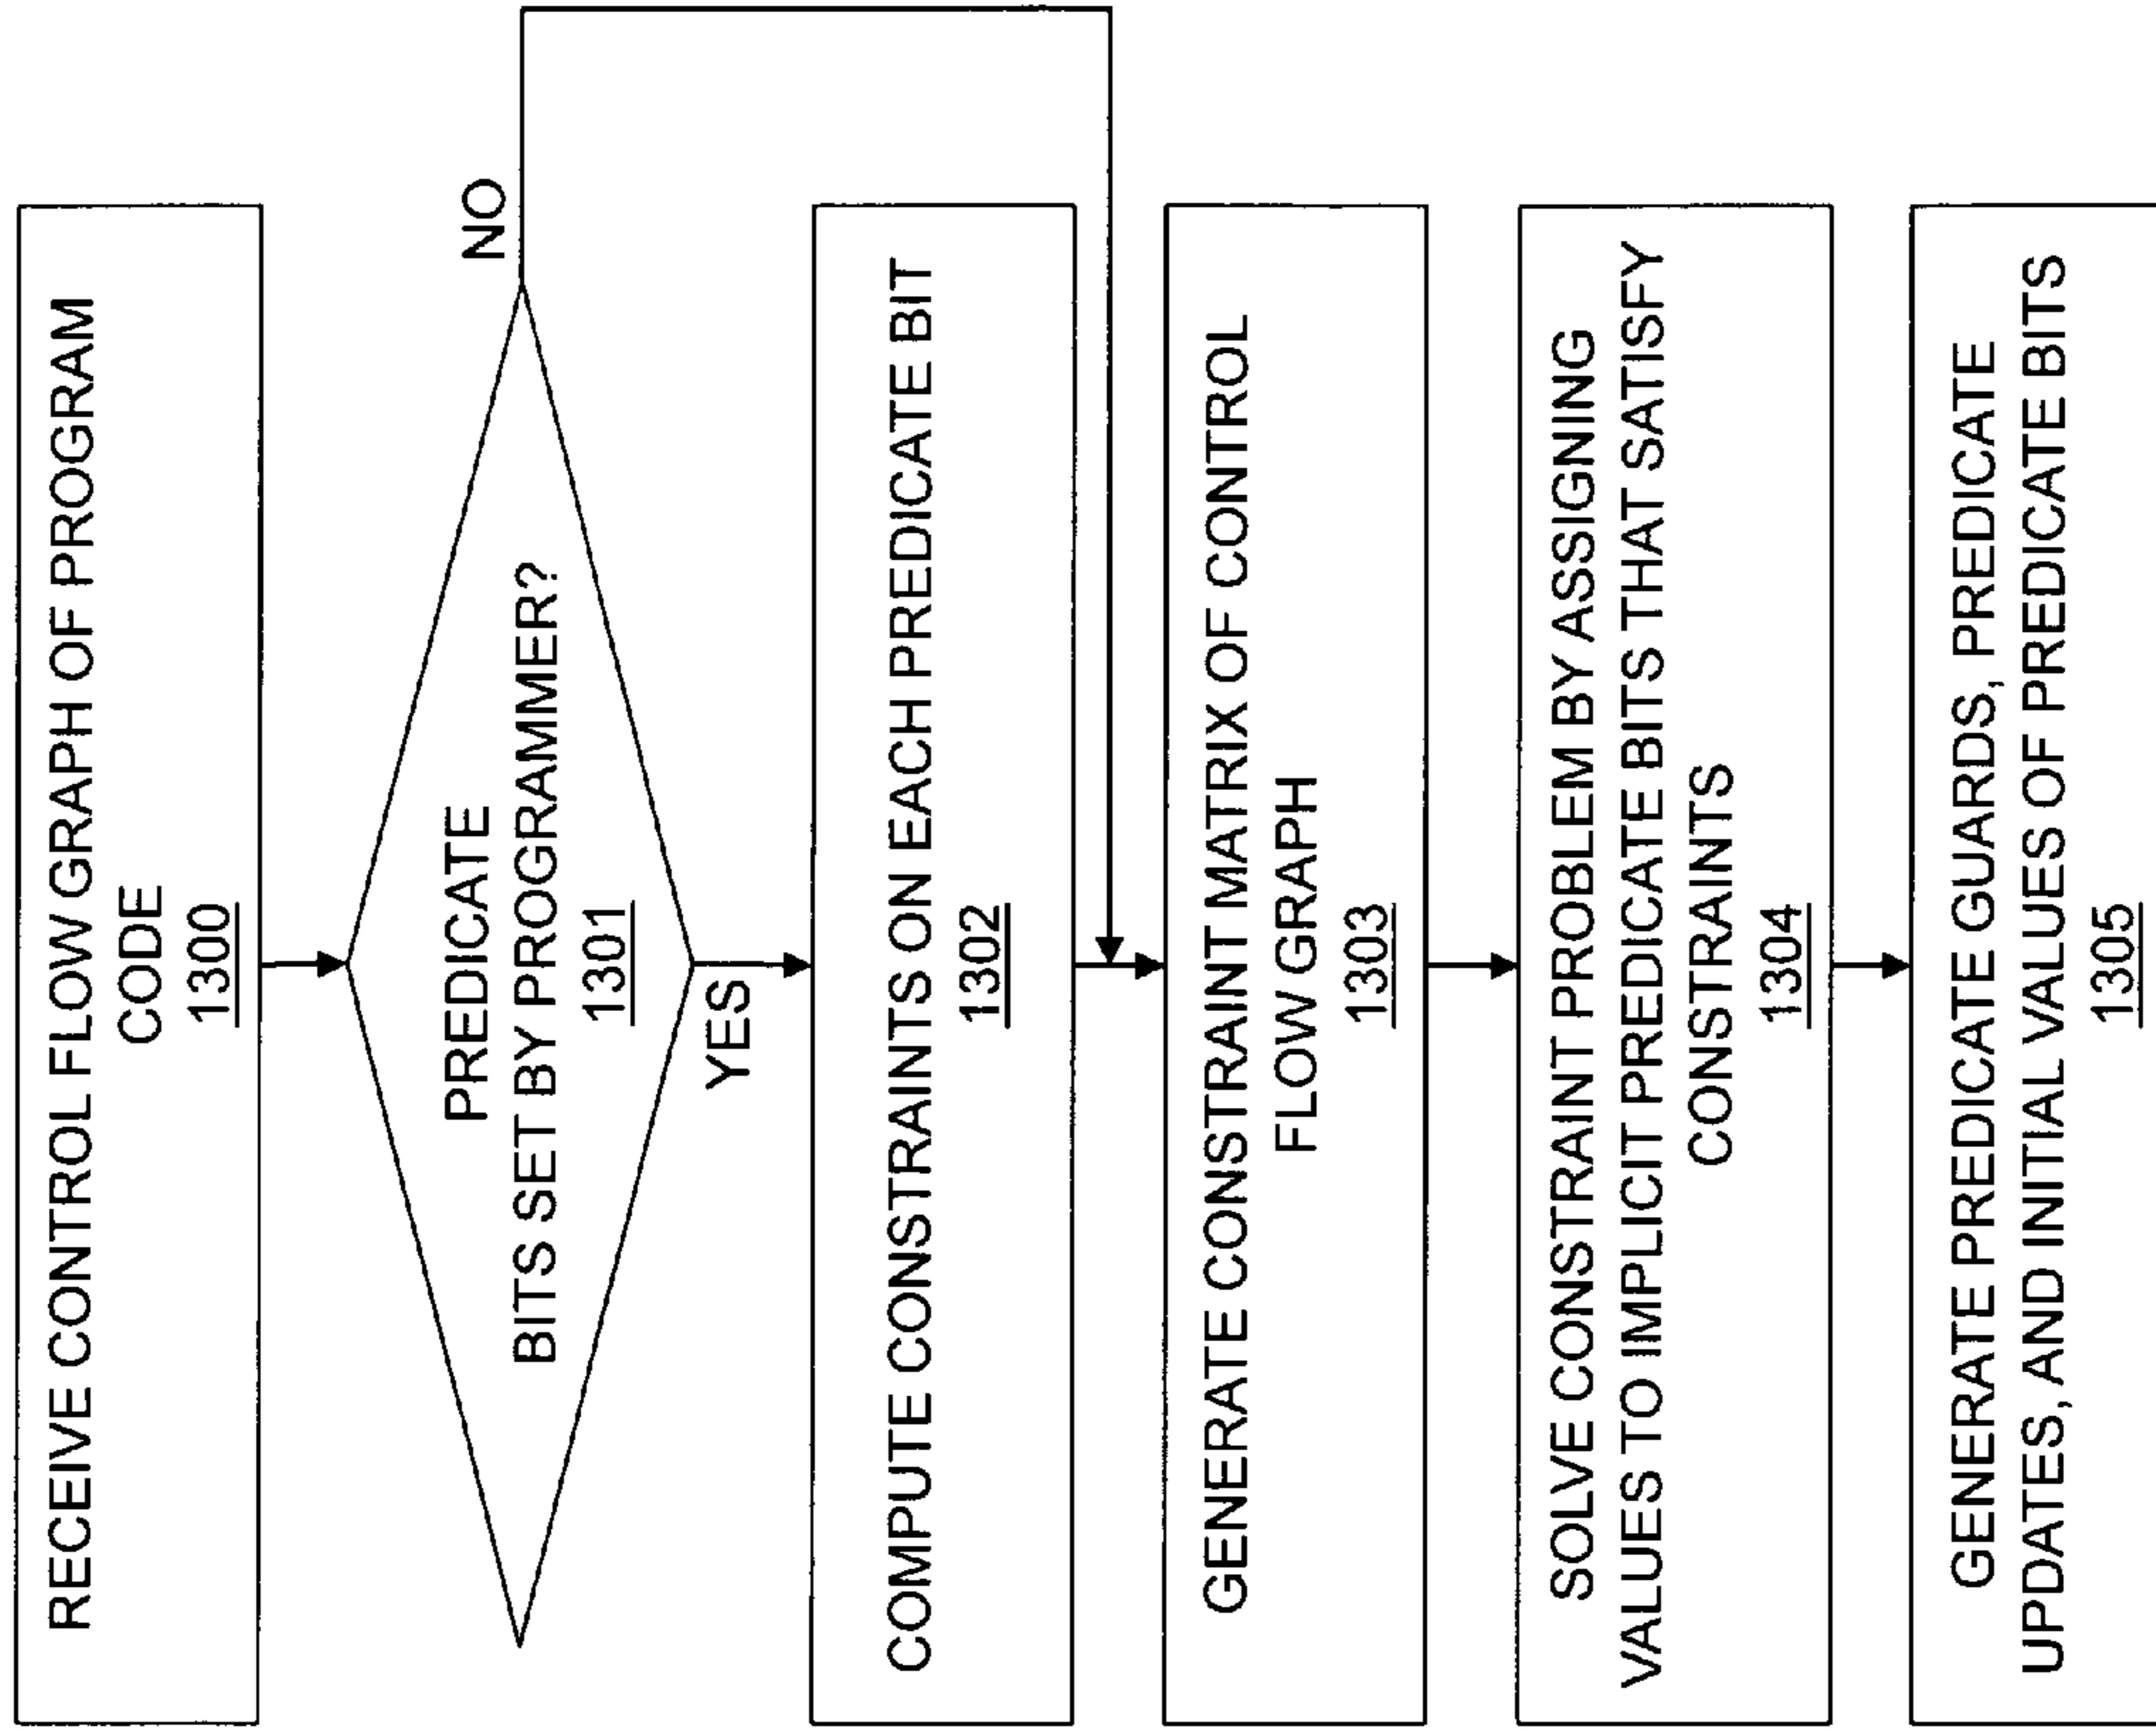 RECEIVE CONTROL FLOW GRAPH OF PROGRAM
CODE
1300
PREDICATE
BITS SET BY PROGRAMMER?
1301
NO
YES
COMPUTE CONSTRAINTS ON EACH PREDICATE BIT
1302
GENERATE CONSTRAINT MATRIX OF CONTROL
FLOW GRAPH
1303
SOLVE CONSTRAINT PROBLEM BY ASSIGNING
VALUES TO IMPLICIT PREDICATE BITS THAT SATISFY
CONSTRAINTS
1304
GENERATE PREDICATE GUARDS, PREDICATE
UPDATES, AND INITIAL VALUES OF PREDICATE BITS
1305